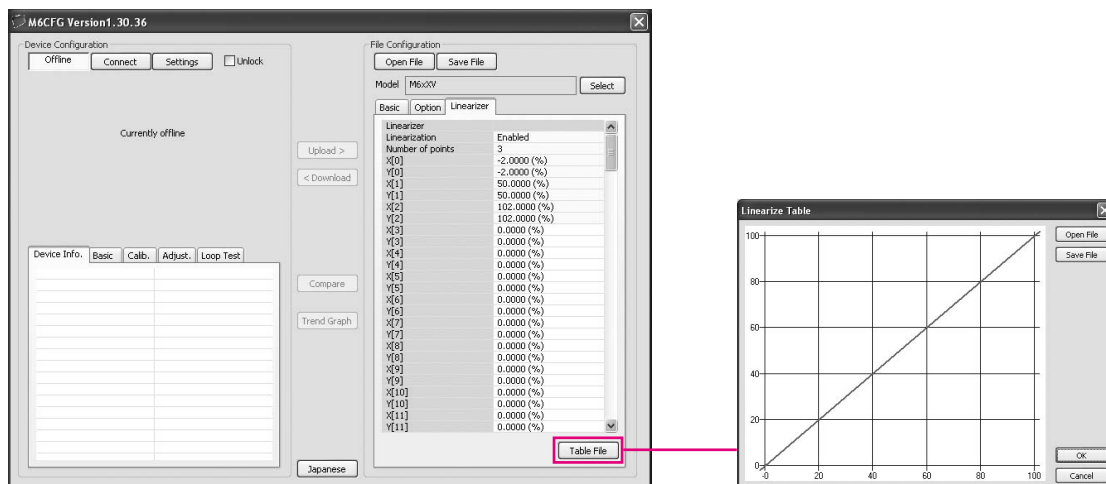 M6CFG Version1.30.36
Device Configuration
Offline Connect Settings Unlock
Currently offline
Device Info. Basic Calib. Adjust. Loop Test
Upload >
< Download
Compare
Trend Graph
Japanese
File Configuration
Open File Save File
Model M6xXV Select
Basic Option Linearizer
Linearizer
Linearization Enabled
Number of points 3
X[0] -2.0000 (%)
Y[0] -2.0000 (%)
X[1] 50.0000 (%)
Y[1] 50.0000 (%)
X[2] 102.0000 (%)
Y[2] 102.0000 (%)
X[3] 0.0000 (%)
Y[3] 0.0000 (%)
X[4] 0.0000 (%)
Y[4] 0.0000 (%)
X[5] 0.0000 (%)
Y[5] 0.0000 (%)
X[6] 0.0000 (%)
Y[6] 0.0000 (%)
X[7] 0.0000 (%)
Y[7] 0.0000 (%)
X[8] 0.0000 (%)
Y[8] 0.0000 (%)
X[9] 0.0000 (%)
Y[9] 0.0000 (%)
X[10] 0.0000 (%)
Y[10] 0.0000 (%)
X[11] 0.0000 (%)
Y[11] 0.0000 (%)
Table File
Linearize Table
100
80
60
40
20
0
-0 20 40 60 80 100
Open File
Save File
OK
Cancel